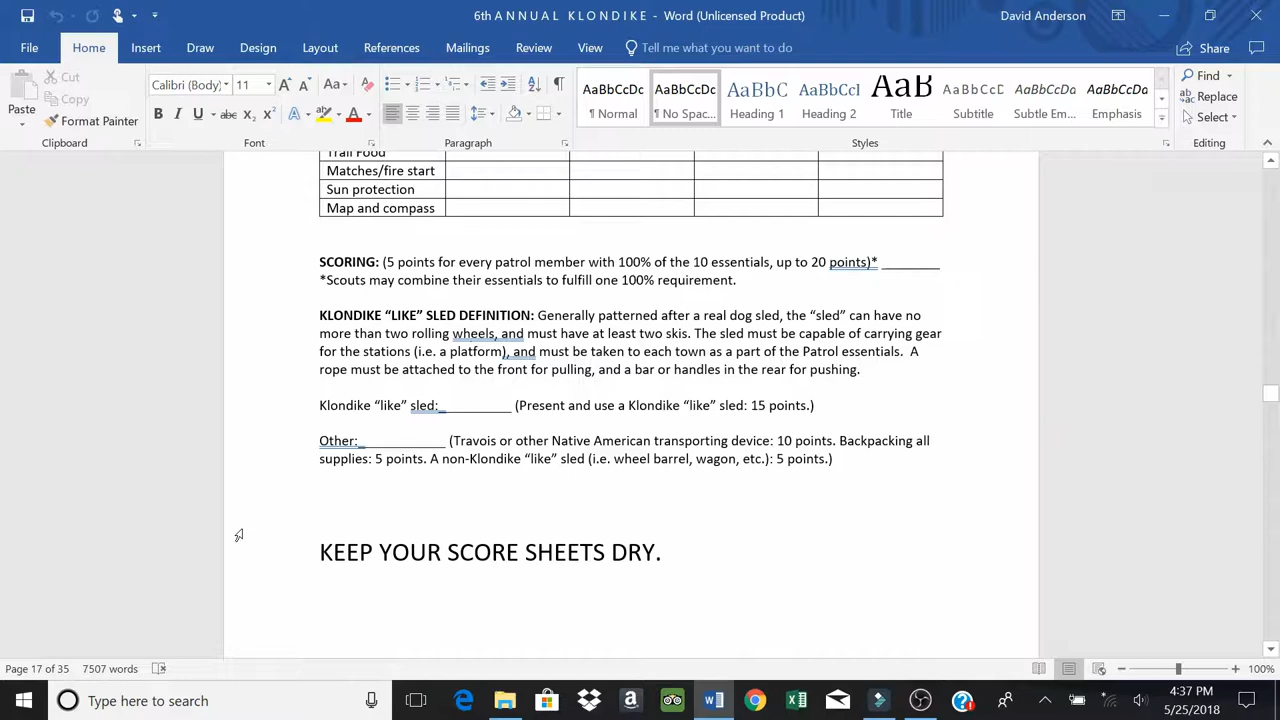 6th A N N U A L  K L O N D I K E  -  Word (Unlicensed Product)
David Anderson
File Home Insert Draw Design Layout References Mailings Review View Tell me what you want to do Share
Paste
Cut
Copy
Format Painter
Clipboard
Calibri (Body) 11
Font
Paragraph
AaBbCcDc ¶ Normal
AaBbCcDc ¶ No Spac...
AaBbC Heading 1
AaBbCcI Heading 2
AaB Title
AaBbCcD Subtitle
AaBbCcDa Subtle Em...
AaBbCcDa Emphasis
Styles
Find
Replace
Select
Editing
Trail Food
Matches/fire start
Sun protection
Map and compass
SCORING: (5 points for every patrol member with 100% of the 10 essentials, up to 20 points)* ________
*Scouts may combine their essentials to fulfill one 100% requirement.
KLONDIKE “LIKE” SLED DEFINITION: Generally patterned after a real dog sled, the “sled” can have no
more than two rolling wheels, and must have at least two skis. The sled must be capable of carrying gear
for the stations (i.e. a platform), and must be taken to each town as a part of the Patrol essentials.  A
rope must be attached to the front for pulling, and a bar or handles in the rear for pushing.
Klondike “like” sled:__________ (Present and use a Klondike “like” sled: 15 points.)
Other:_____________ (Travois or other Native American transporting device: 10 points. Backpacking all
supplies: 5 points. A non-Klondike “like” sled (i.e. wheel barrel, wagon, etc.): 5 points.)
KEEP YOUR SCORE SHEETS DRY.
Page 17 of 35 7507 words
100%
Type here to search
4:37 PM
5/25/2018